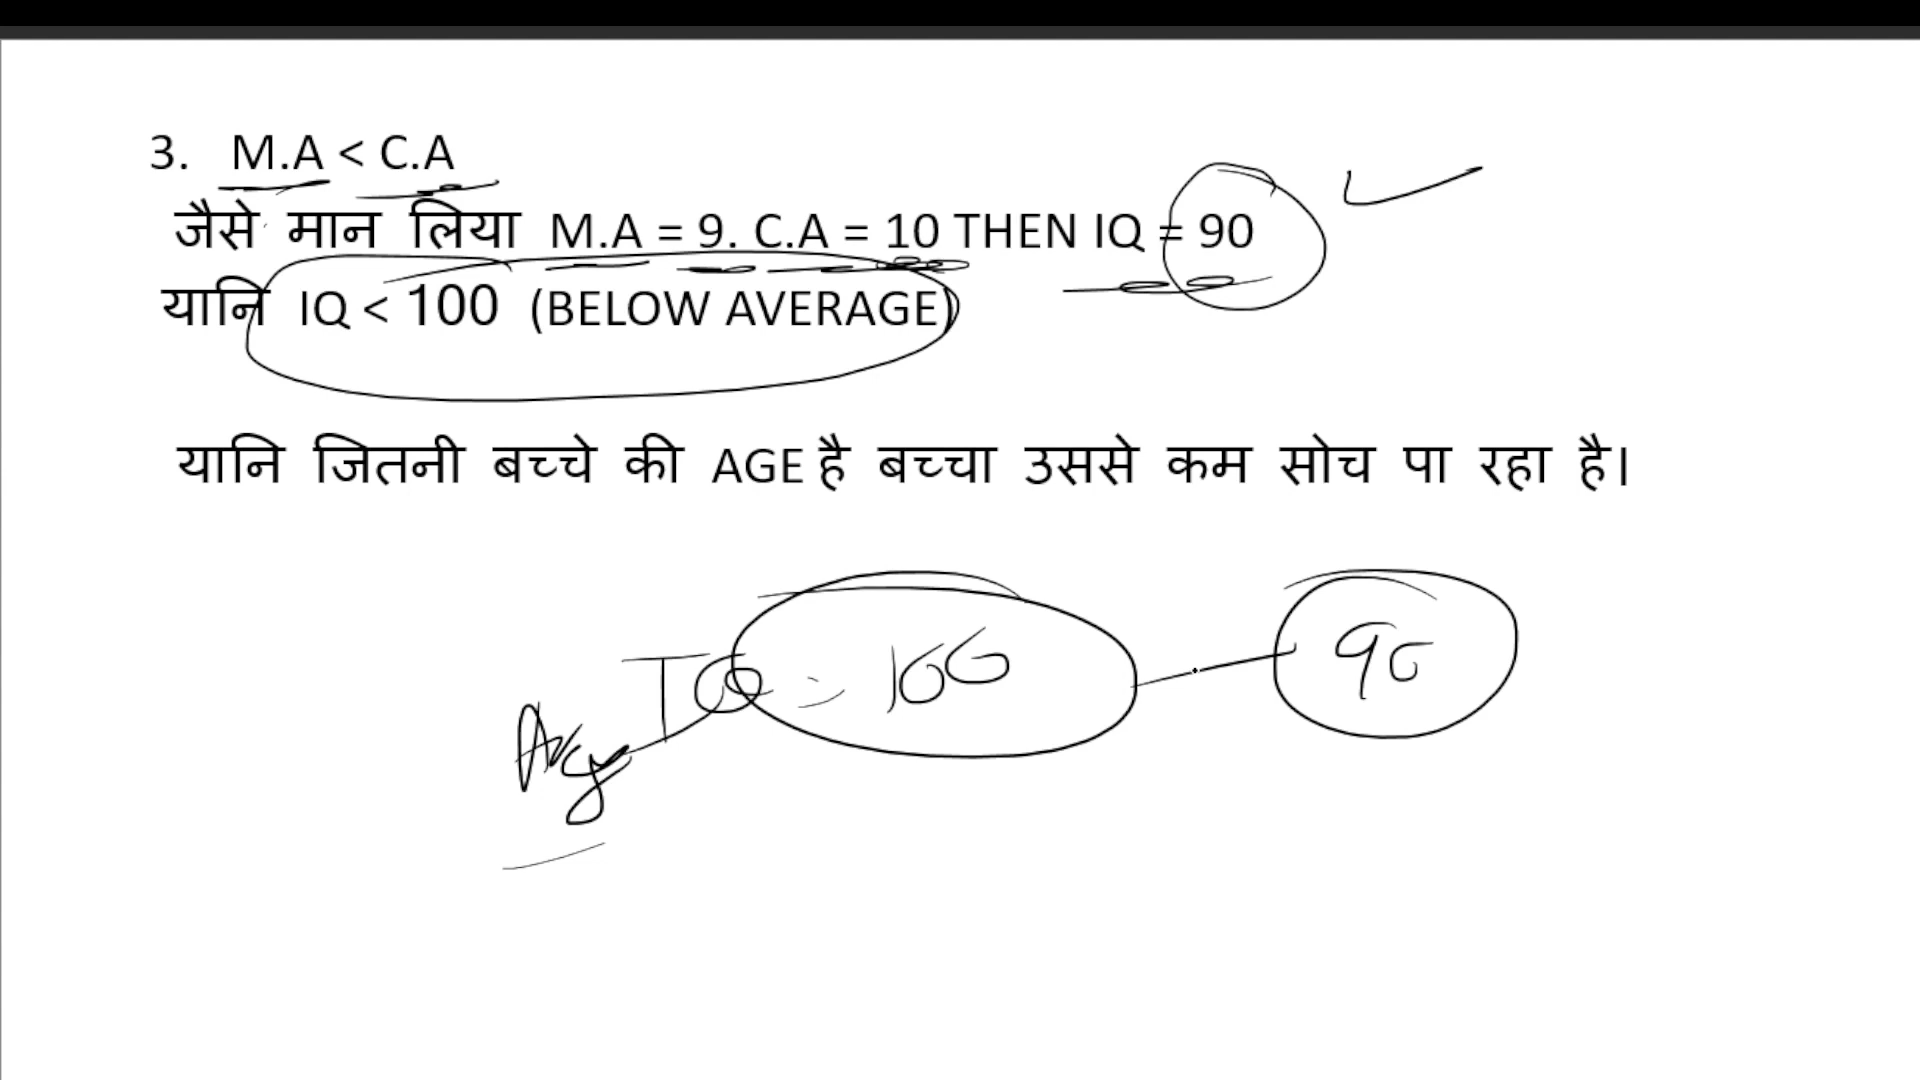 3. M.A < C.A
जैसे मान लिया M.A = 9. C.A = 10 THEN IQ = 90
यानि IQ < 100 (BELOW AVERAGE)
यानि जितनी बच्चे की AGE है बच्चा उससे कम सोच पा रहा है।
IQ = 100 — 90
Age